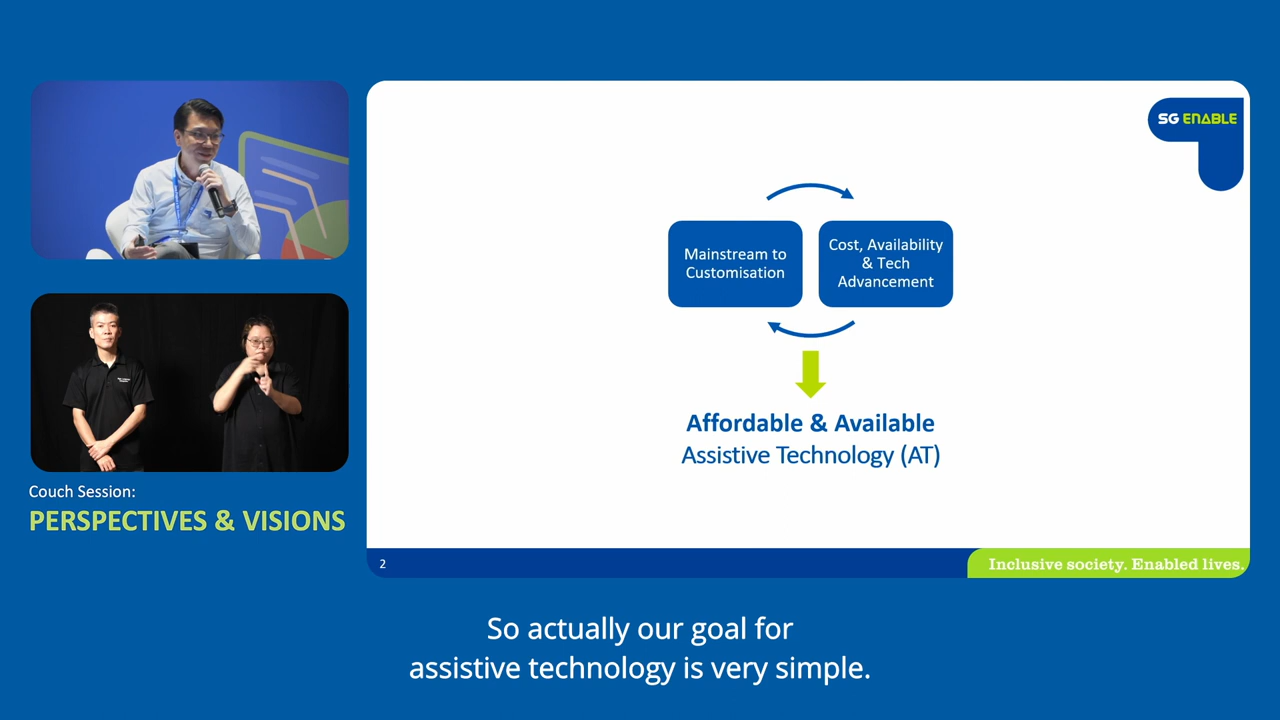 SG ENABLE
Mainstream to
Customisation
Cost, Availability
& Tech
Advancement
Affordable & Available
Assistive Technology (AT)
Couch Session:
PERSPECTIVES & VISIONS
2
Inclusive society. Enabled lives.
So actually our goal for
assistive technology is very simple.